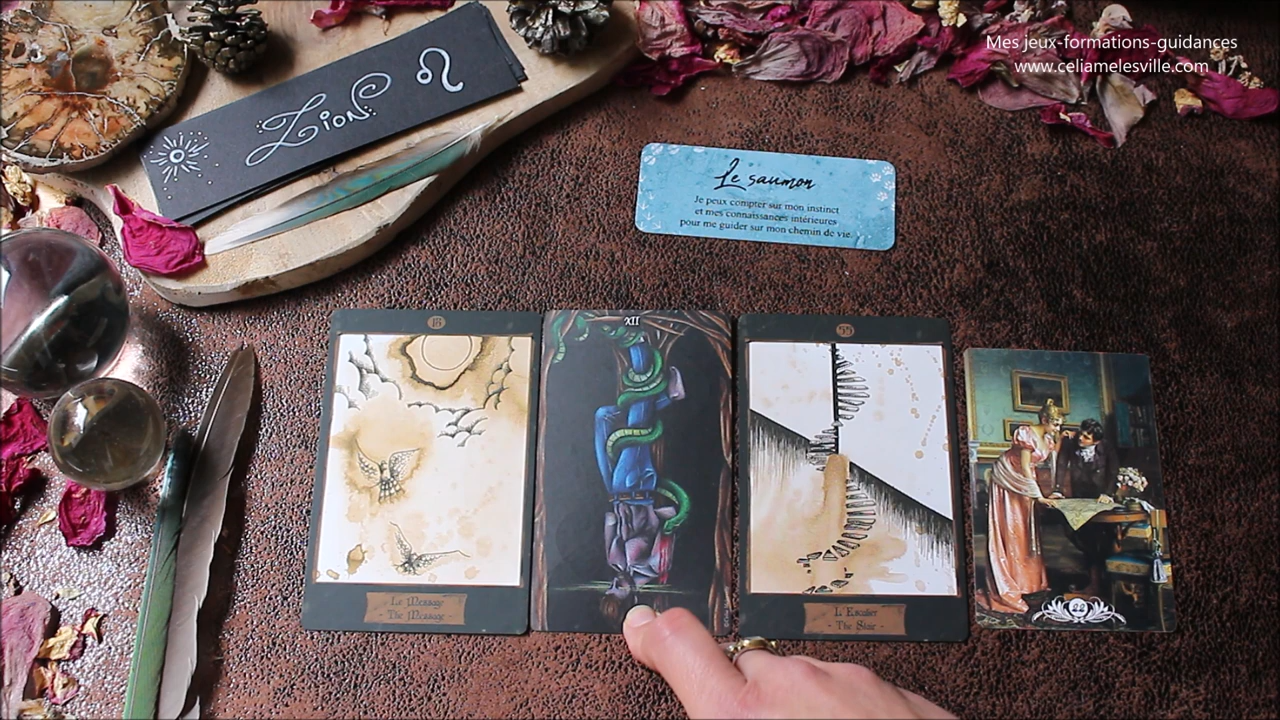 Mes jeux-formations-guidances
www.celiamelesville.com
Lion ♌
Le saumon
Je peux compter sur mon instinct
et mes connaissances intérieures
pour me guider sur mon chemin de vie.
XII
Le Message
- The Message -
L'Escalier
- The Stair -
22